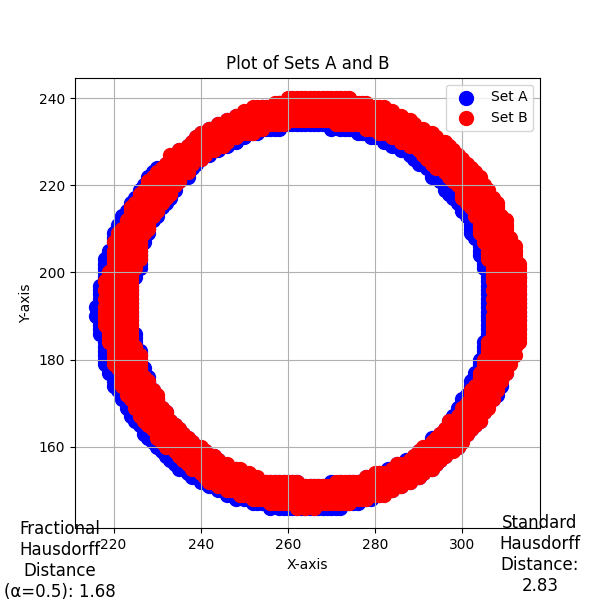 Plot of Sets A and B
Set A
Set B
240
220
200
180
160
Y-axis
220
240
260
280
300
X-axis
Fractional
Hausdorff
Distance
(α=0.5): 1.68
Standard
Hausdorff
Distance:
2.83